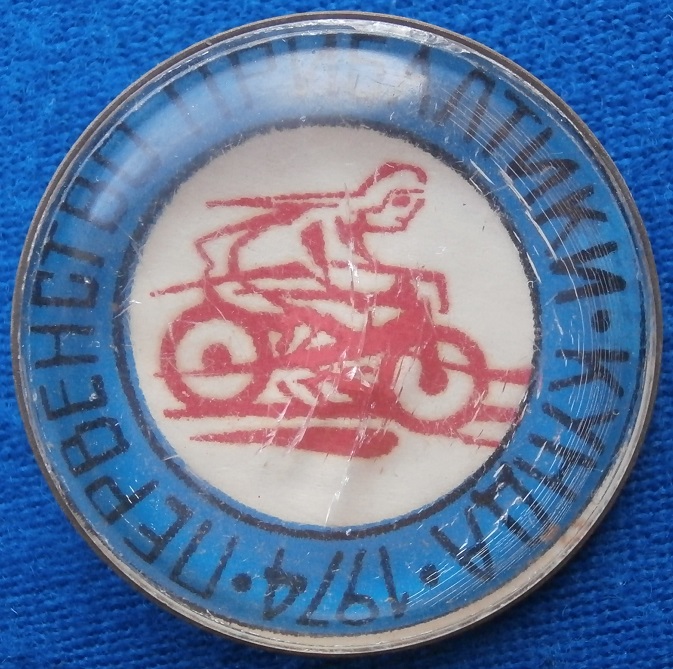 ПЕРВЕНСТВО ПРИБАЛТИКИ • КУНДА • 1974 •